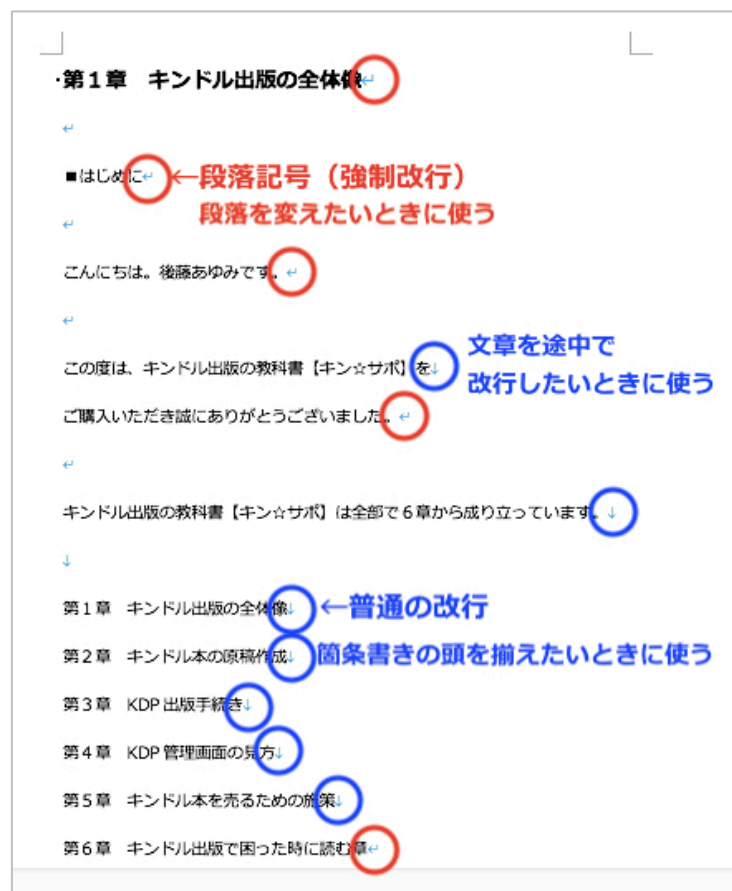 ・第１章　キンドル出版の全体像↵
↵
■はじめに↵ ←段落記号（強制改行）
段落を変えたいときに使う
↵
こんにちは。後藤あゆみです。↵
↵
文章を途中で
この度は、キンドル出版の教科書【キン☆サポ】を↓
改行したいときに使う
ご購入いただき誠にありがとうございました。↵
↵
キンドル出版の教科書【キン☆サポ】は全部で６章から成り立っています。↓
↓
第１章　キンドル出版の全体像↓ ←普通の改行
第２章　キンドル本の原稿作成↓ 箇条書きの頭を揃えたいときに使う
第３章　KDP 出版手続き↓
第４章　KDP 管理画面の見方↓
第５章　キンドル本を売るための施策↓
第６章　キンドル出版で困った時に読む章↵